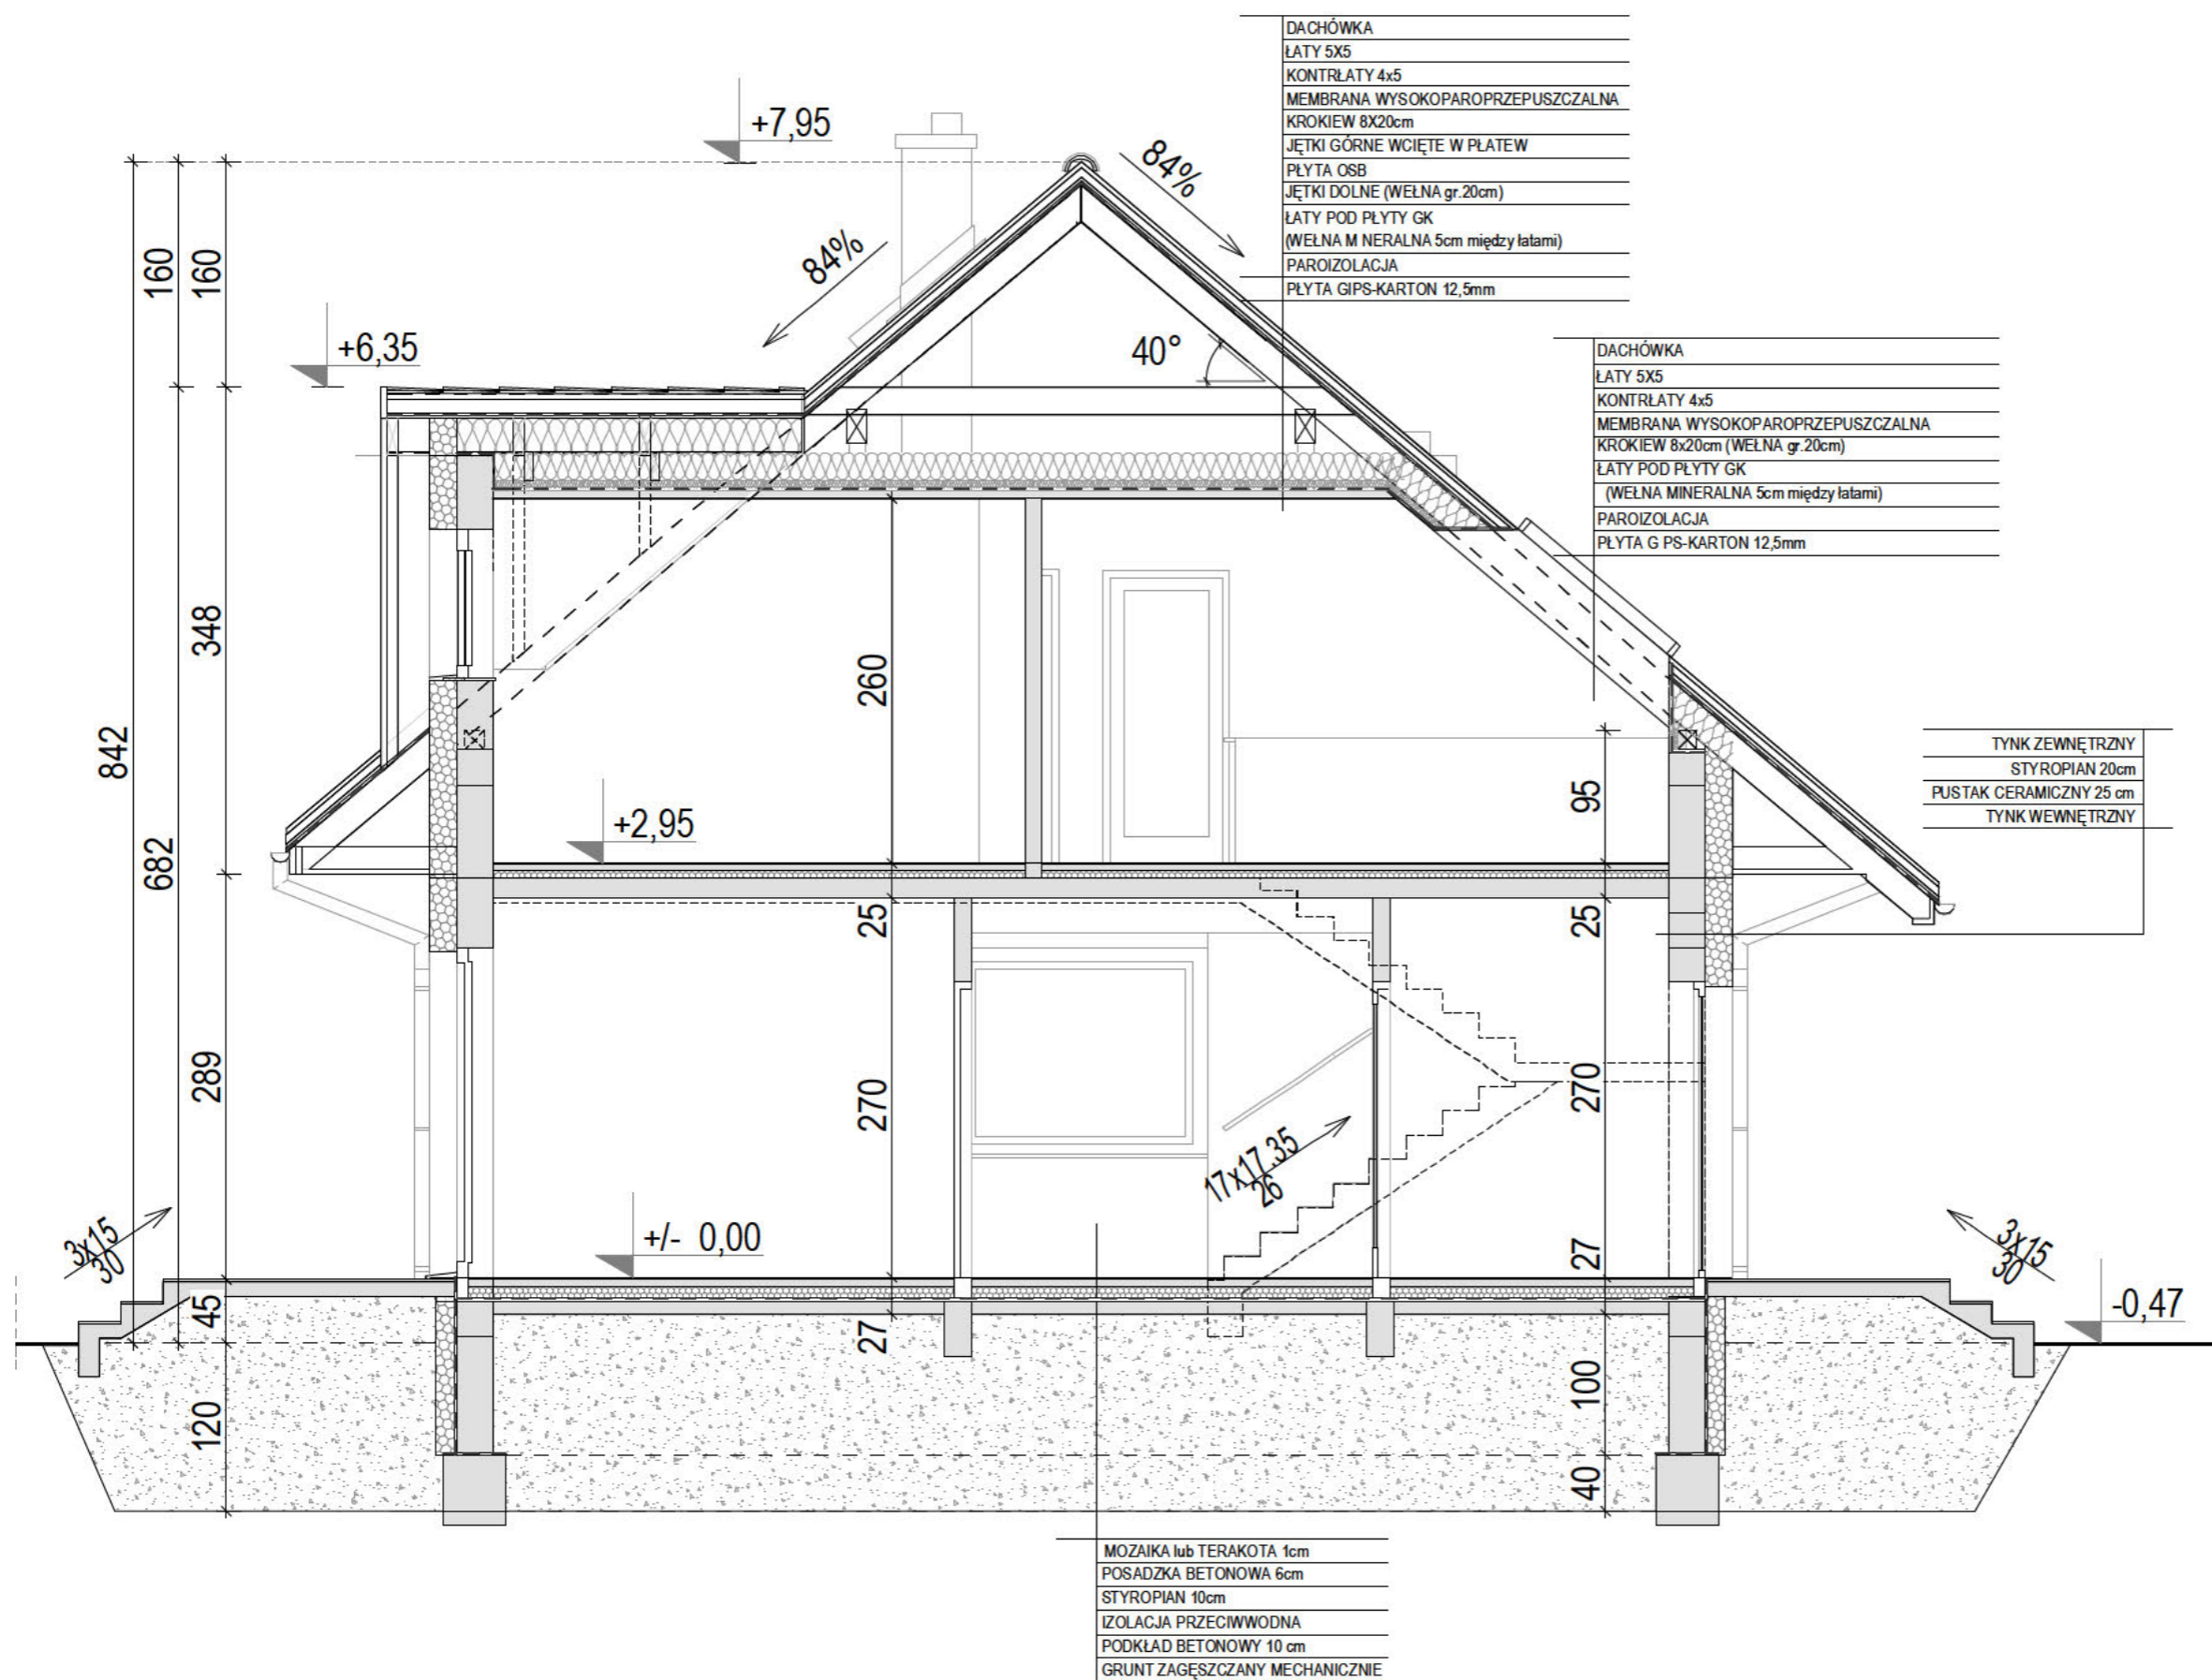 DACHÓWKA
ŁATY 5X5
KONTRŁATY 4x5
MEMBRANA WYSOKOPAROPRZEPUSZCZALNA
KROKIEW 8X20cm
JĘTKI GÓRNE WCIĘTE W PŁATEW
PŁYTA OSB
JĘTKI DOLNE (WEŁNA gr.20cm)
ŁATY POD PŁYTY GK
(WEŁNA M NERALNA 5cm między łatami)
PAROIZOLACJA
PŁYTA GIPS-KARTON 12,5mm
+7,95
84%
84%
160
160
+6,35
40°
DACHÓWKA
ŁATY 5X5
KONTRŁATY 4x5
MEMBRANA WYSOKOPAROPRZEPUSZCZALNA
KROKIEW 8x20cm (WEŁNA gr.20cm)
ŁATY POD PŁYTY GK
(WEŁNA MINERALNA 5cm między łatami)
PAROIZOLACJA
PŁYTA G PS-KARTON 12,5mm
348
260
842
682
95
+2,95
TYNK ZEWNĘTRZNY
STYROPIAN 20cm
PUSTAK CERAMICZNY 25 cm
TYNK WEWNĘTRZNY
25
25
289
270
270
17x17.35
26
3x15
30
+/- 0,00
27
3x15
30
-0,47
45
27
120
100
40
MOZAIKA lub TERAKOTA 1cm
POSADZKA BETONOWA 6cm
STYROPIAN 10cm
IZOLACJA PRZECIWWODNA
PODKŁAD BETONOWY 10 cm
GRUNT ZAGĘSZCZANY MECHANICZNIE